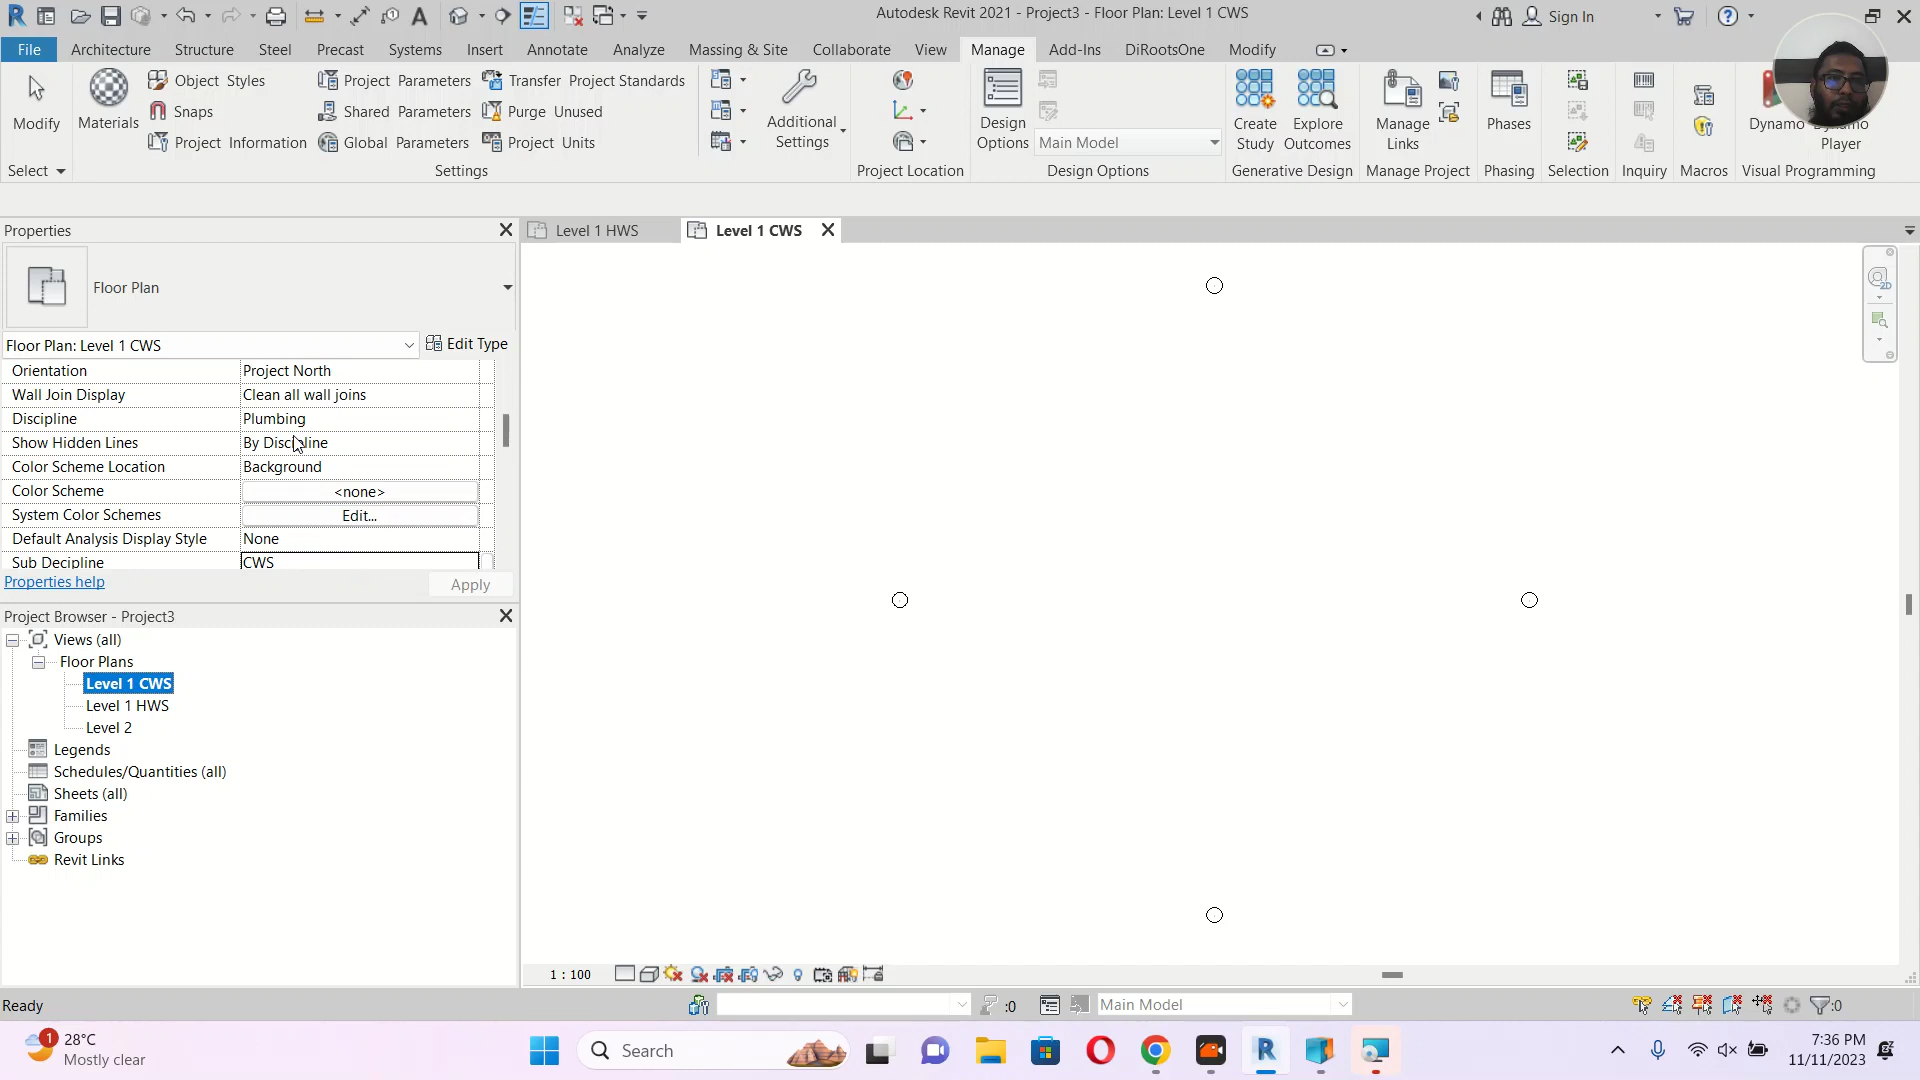 Autodesk Revit 2021 - Project3 - Floor Plan: Level 1 CWS
Sign In
File
Architecture
Structure
Steel
Precast
Systems
Insert
Annotate
Analyze
Massing & Site
Collaborate
View
Manage
Add-Ins
DiRootsOne
Modify
Modify
Materials
Object Styles
Snaps
Project Information
Project Parameters
Shared Parameters
Global Parameters
Transfer Project Standards
Purge Unused
Project Units
Additional
Settings
Design
Options
Main Model
Create
Study
Explore
Outcomes
Manage
Links
Phases
Dynamo
Dynamo
Player
Select
Settings
Project Location
Design Options
Generative Design
Manage Project
Phasing
Selection
Inquiry
Macros
Visual Programming
Properties
Level 1 HWS
Level 1 CWS
Floor Plan
Floor Plan: Level 1 CWS
Edit Type
Orientation Project North
Wall Join Display Clean all wall joins
Discipline Plumbing
Show Hidden Lines By Discipline
Color Scheme Location Background
Color Scheme <none>
System Color Schemes Edit...
Default Analysis Display Style None
Sub Decipline CWS
Properties help
Apply
Project Browser - Project3
Views (all)
Floor Plans
Level 1 CWS
Level 1 HWS
Level 2
Legends
Schedules/Quantities (all)
Sheets (all)
Families
Groups
Revit Links
2D
1 : 100
Ready
:0
Main Model
:0
1
28°C
Mostly clear
Search
7:36 PM
11/11/2023